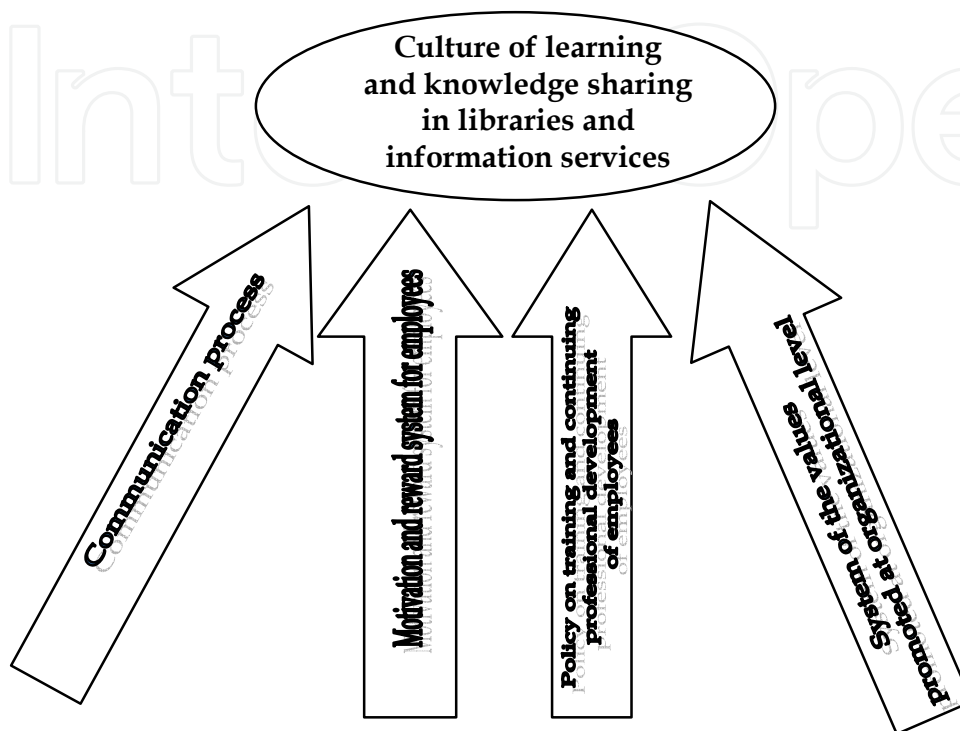 Culture of learning
and knowledge sharing
in libraries and
information services
Communication process
Motivation and reward system for employees
Policy on training and continuing
professional development
of employees
System of the values
promoted at organizational level